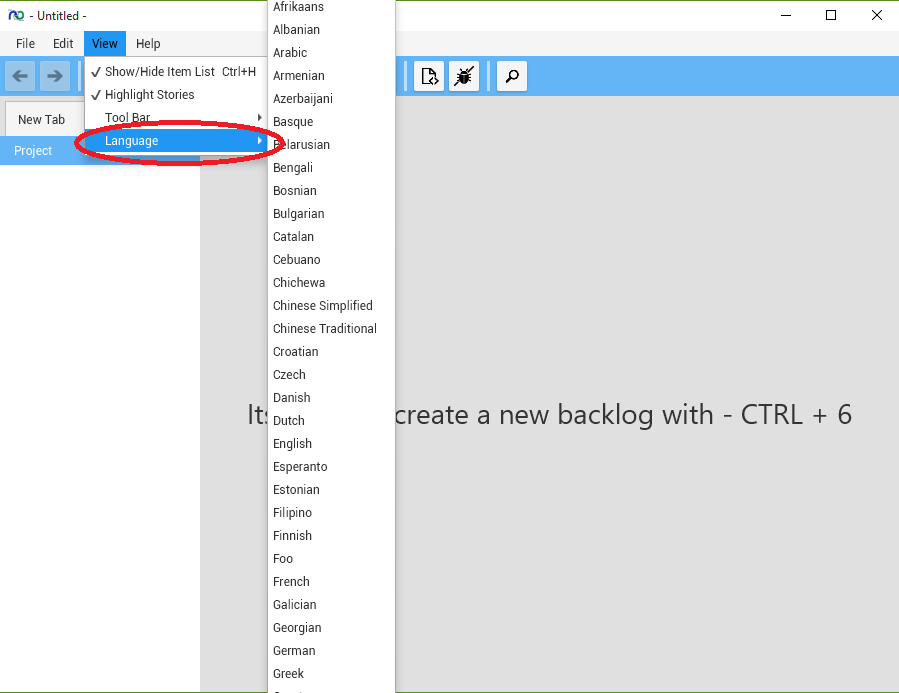 - Untitled -
File Edit View Help
Show/Hide Item List Ctrl+H
Highlight Stories
Tool Bar
Language
New Tab
Project
Afrikaans
Albanian
Arabic
Armenian
Azerbaijani
Basque
Belarusian
Bengali
Bosnian
Bulgarian
Catalan
Cebuano
Chichewa
Chinese Simplified
Chinese Traditional
Croatian
Czech
Danish
Dutch
English
Esperanto
Estonian
Filipino
Finnish
Foo
French
Galician
Georgian
German
Greek
Its create a new backlog with - CTRL + 6